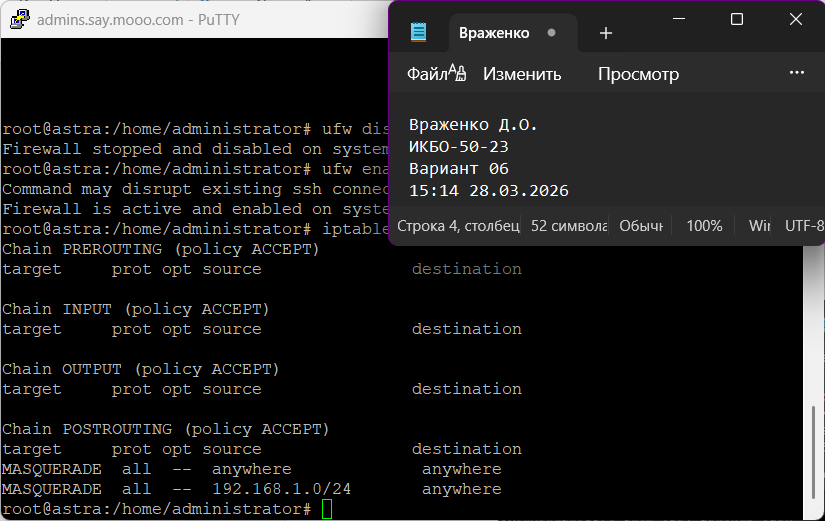 admins.say.mooo.com - PuTTY
root@astra:/home/administrator# ufw dis
Firewall stopped and disabled on system
root@astra:/home/administrator# ufw ena
Command may disrupt existing ssh connec
Firewall is active and enabled on syste
root@astra:/home/administrator# iptable
Chain PREROUTING (policy ACCEPT)
target     prot opt source               destination
Chain INPUT (policy ACCEPT)
target     prot opt source               destination
Chain OUTPUT (policy ACCEPT)
target     prot opt source               destination
Chain POSTROUTING (policy ACCEPT)
target     prot opt source               destination
MASQUERADE  all  --  anywhere             anywhere
MASQUERADE  all  --  192.168.1.0/24       anywhere
root@astra:/home/administrator#
Враженко
Файл Изменить Просмотр
Враженко Д.О.
ИКБО-50-23
Вариант 06
15:14 28.03.2026
Строка 4, столбец 52 символа Обычн 100% Wir UTF-8